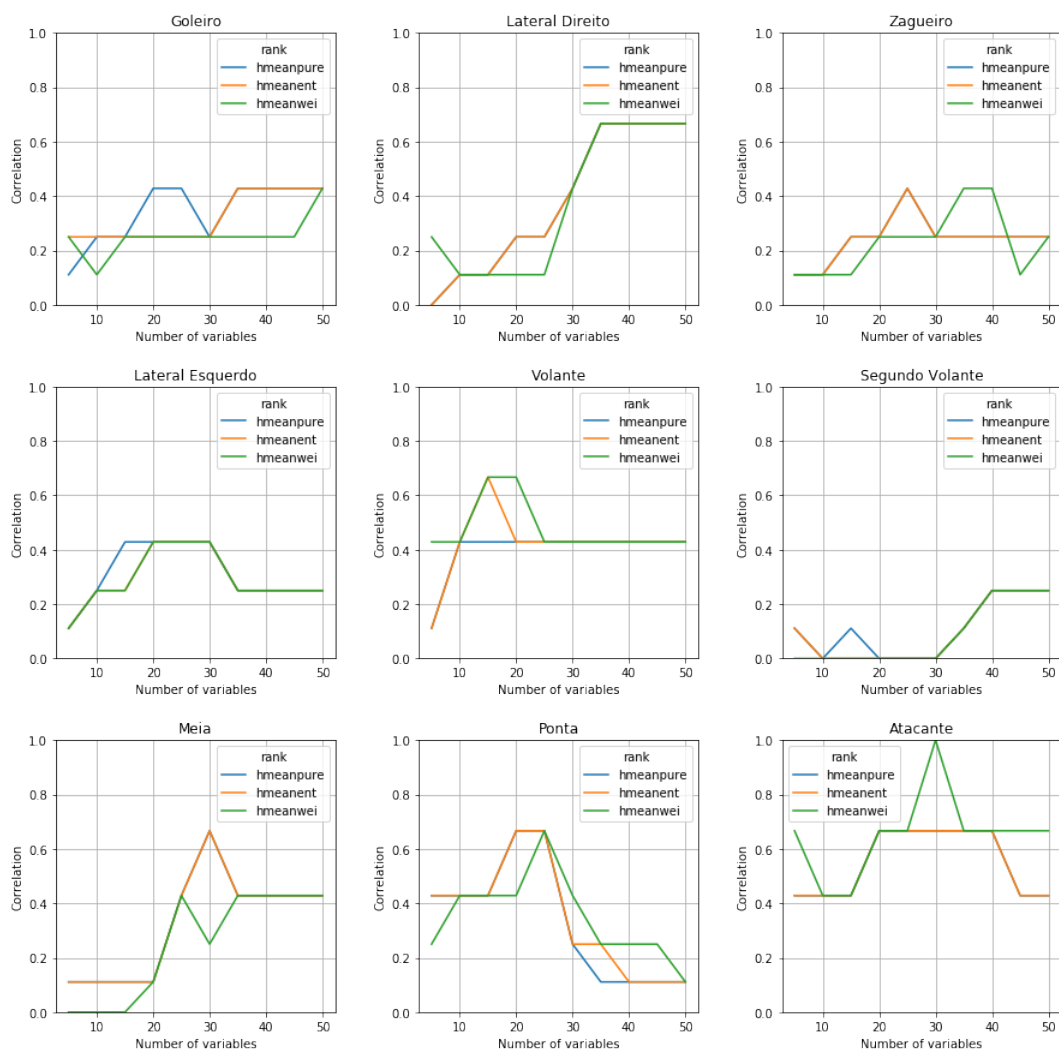 Goleiro
1.0
0.8
0.6
0.4
0.2
0.0
Correlation
rank
hmeanpure
hmeanent
hmeanwei
10 20 30 40 50
Number of variables
Lateral Direito
1.0
0.8
0.6
0.4
0.2
0.0
Correlation
rank
hmeanpure
hmeanent
hmeanwei
10 20 30 40 50
Number of variables
Zagueiro
1.0
0.8
0.6
0.4
0.2
0.0
Correlation
rank
hmeanpure
hmeanent
hmeanwei
10 20 30 40 50
Number of variables
Lateral Esquerdo
1.0
0.8
0.6
0.4
0.2
0.0
Correlation
rank
hmeanpure
hmeanent
hmeanwei
10 20 30 40 50
Number of variables
Volante
1.0
0.8
0.6
0.4
0.2
0.0
Correlation
rank
hmeanpure
hmeanent
hmeanwei
10 20 30 40 50
Number of variables
Segundo Volante
1.0
0.8
0.6
0.4
0.2
0.0
Correlation
rank
hmeanpure
hmeanent
hmeanwei
10 20 30 40 50
Number of variables
Meia
1.0
0.8
0.6
0.4
0.2
0.0
Correlation
rank
hmeanpure
hmeanent
hmeanwei
10 20 30 40 50
Number of variables
Ponta
1.0
0.8
0.6
0.4
0.2
0.0
Correlation
rank
hmeanpure
hmeanent
hmeanwei
10 20 30 40 50
Number of variables
Atacante
1.0
0.8
0.6
0.4
0.2
0.0
Correlation
rank
hmeanpure
hmeanent
hmeanwei
10 20 30 40 50
Number of variables